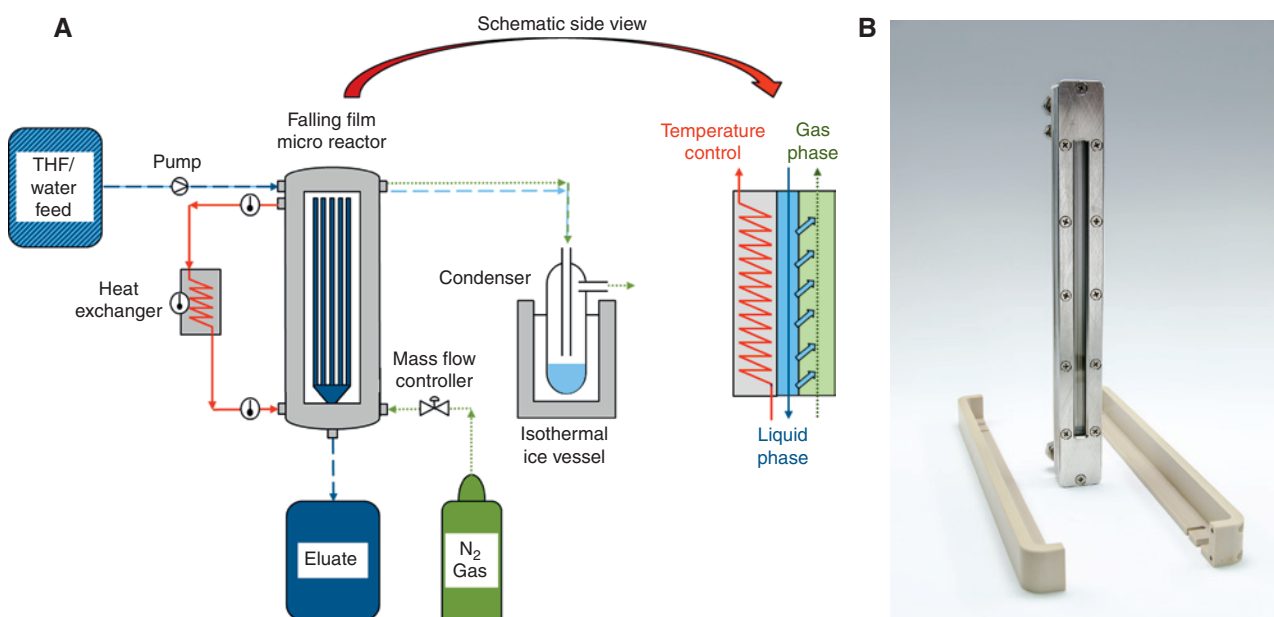 A
Schematic side view
B
Falling film
micro reactor
Temperature
control
Gas
phase
THF/
water
feed
Pump
Heat
exchanger
Condenser
Mass flow
controller
Isothermal
ice vessel
Liquid
phase
Eluate
N₂
Gas